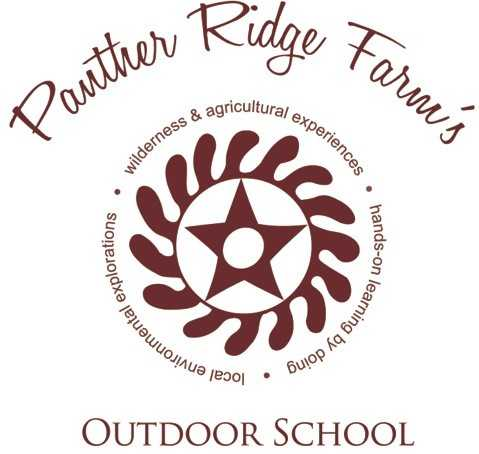 Panther Ridge Farm's
wilderness & agricultural experiences • hands-on learning by doing • local environmental explorations •
OUTDOOR SCHOOL